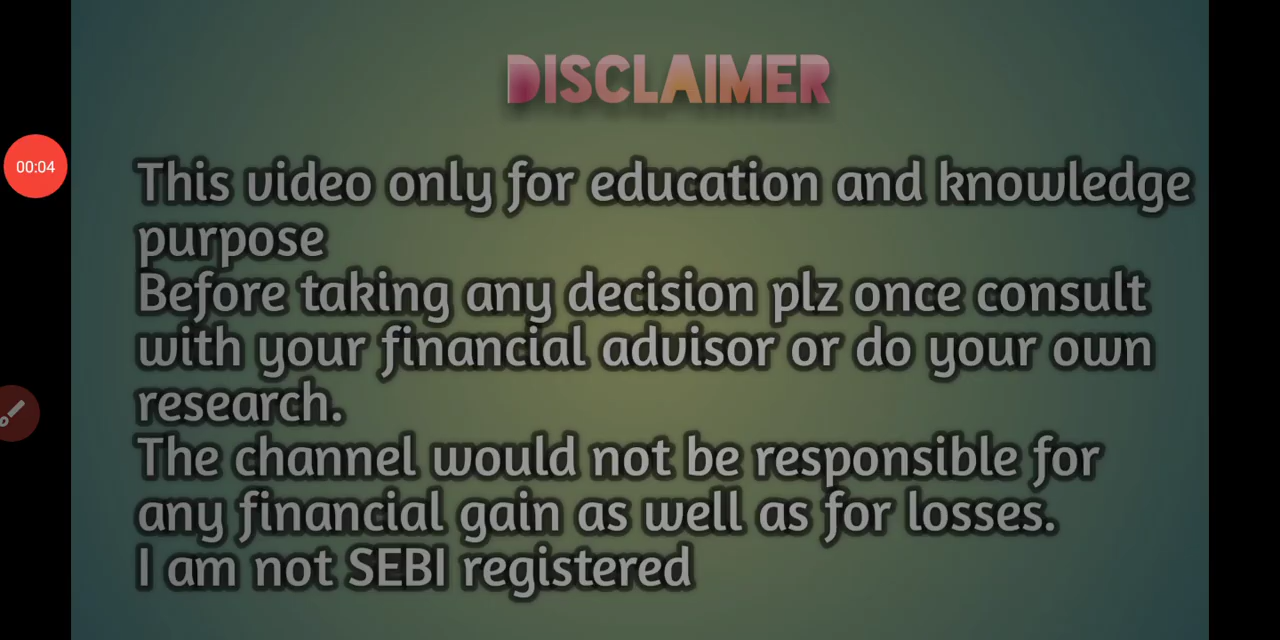 DISCLAIMER
00:04
This video only for education and knowledge
purpose
Before taking any decision plz once consult
with your financial advisor or do your own
research.
The channel would not be responsible for
any financial gain as well as for losses.
I am not SEBI registered